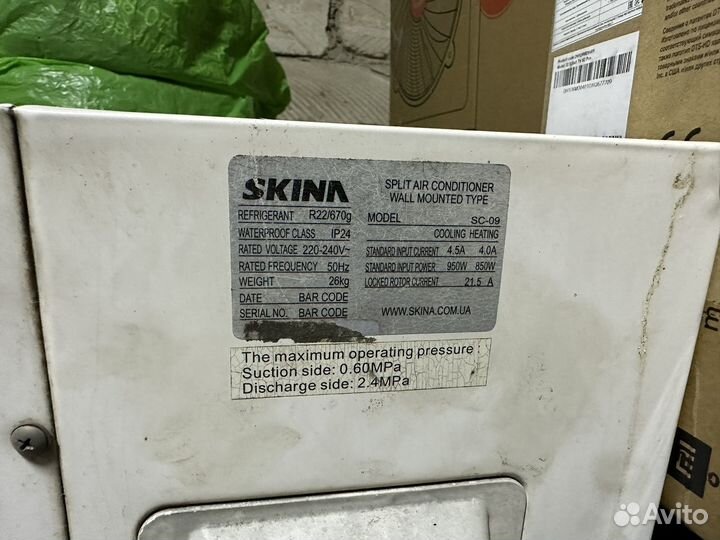 SKINA
SPLIT AIR CONDITIONER
WALL MOUNTED TYPE
REFRIGERANT R22/670g
WATERPROOF CLASS IP24
RATED VOLTAGE 220-240V~
RATED FREQUENCY 50Hz
WEIGHT 26kg
DATE BAR CODE
SERIAL NO. BAR CODE
MODEL SC-09
COOLING HEATING
STANDARD INPUT CURRENT 4.5A 4.0A
STANDARD INPUT POWER 950W 850W
LOCKED ROTOR CURRENT 21.5 A
WWW.SKINA.COM.UA
The maximum operating pressure
Suction side: 0.60MPa
Discharge side: 2.4MPa
CE
mi
Avito